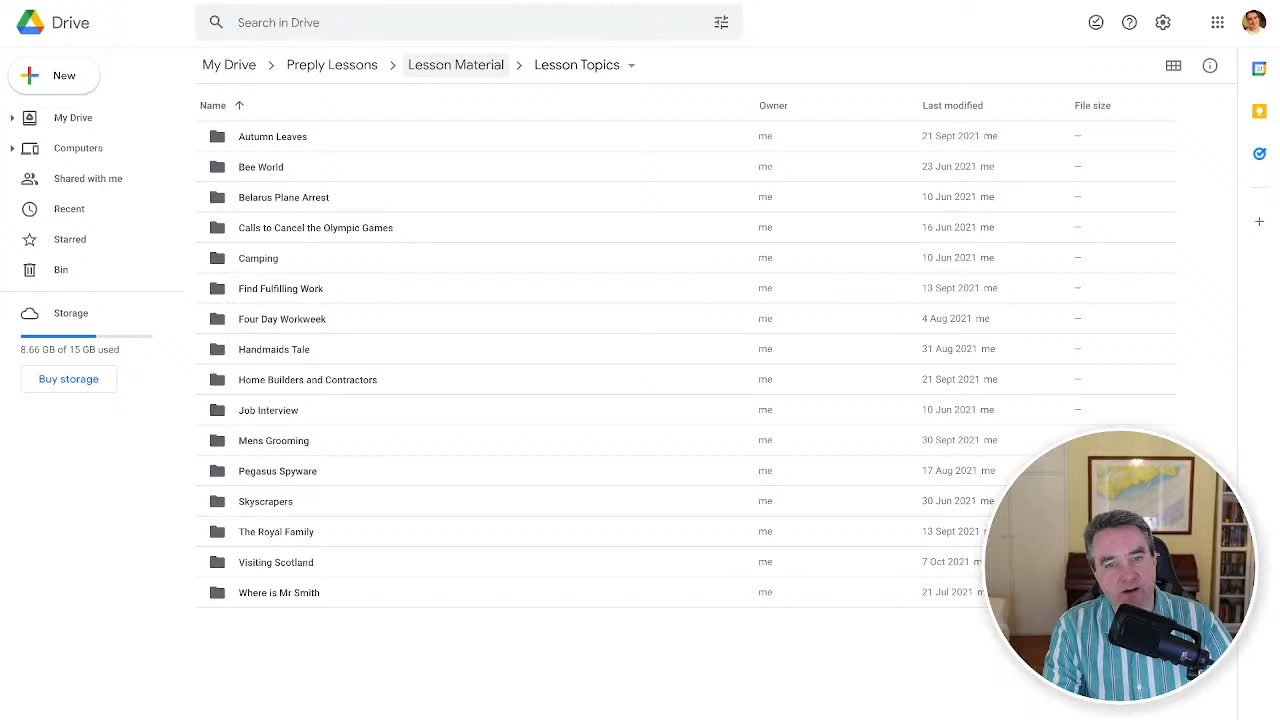 Drive
Search in Drive
My Drive > Preply Lessons > Lesson Material > Lesson Topics
New
My Drive
Computers
Shared with me
Recent
Starred
Bin
Storage
8.66 GB of 15 GB used
Buy storage
Name Owner Last modified File size
Autumn Leaves me 21 Sept 2021 me —
Bee World me 23 Jun 2021 me —
Belarus Plane Arrest me 10 Jun 2021 me —
Calls to Cancel the Olympic Games me 16 Jun 2021 me —
Camping me 10 Jun 2021 me —
Find Fulfilling Work me 13 Sept 2021 me —
Four Day Workweek me 4 Aug 2021 me —
Handmaids Tale me 31 Aug 2021 me —
Home Builders and Contractors me 21 Sept 2021 me —
Job Interview me 10 Jun 2021 me —
Mens Grooming me 30 Sept 2021 me
Pegasus Spyware me 17 Aug 2021 me
Skyscrapers me 30 Jun 2021 me
The Royal Family me 13 Sept 2021
Visiting Scotland me 7 Oct 2021
Where is Mr Smith me 21 Jul 2021
31